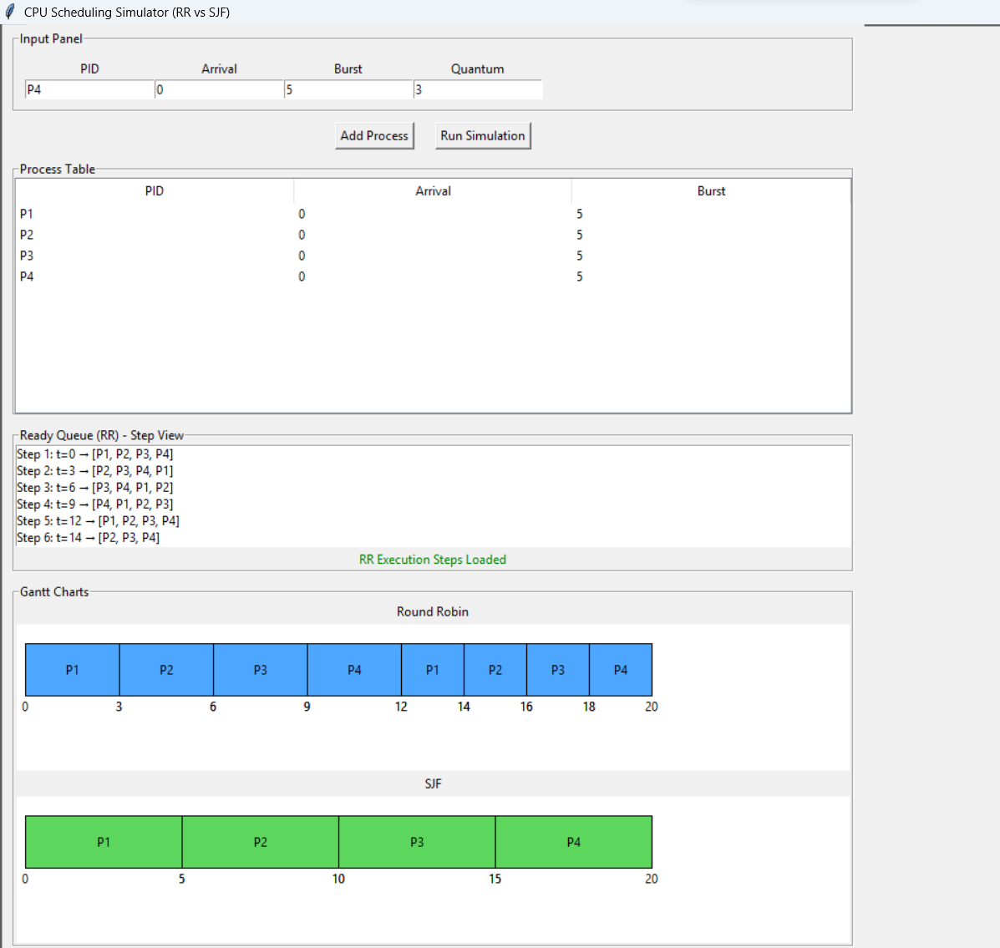 CPU Scheduling Simulator (RR vs SJF)
Input Panel
PID Arrival Burst Quantum
P4 0 5 3
Add Process Run Simulation
Process Table
PID Arrival Burst
P1 0 5
P2 0 5
P3 0 5
P4 0 5
Ready Queue (RR) - Step View
Step 1: t=0 → [P1, P2, P3, P4]
Step 2: t=3 → [P2, P3, P4, P1]
Step 3: t=6 → [P3, P4, P1, P2]
Step 4: t=9 → [P4, P1, P2, P3]
Step 5: t=12 → [P1, P2, P3, P4]
Step 6: t=14 → [P2, P3, P4]
RR Execution Steps Loaded
Gantt Charts
Round Robin
P1 P2 P3 P4 P1 P2 P3 P4
0 3 6 9 12 14 16 18 20
SJF
P1 P2 P3 P4
0 5 10 15 20